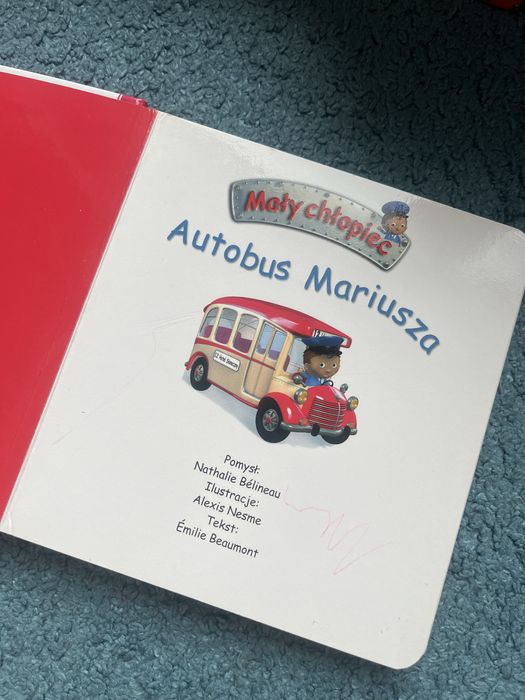 Mały chłopiec
Autobus Mariusza
Pomysł:
Nathalie Bélineau
Ilustracje:
Alexis Nesme
Tekst:
Émilie Beaumont